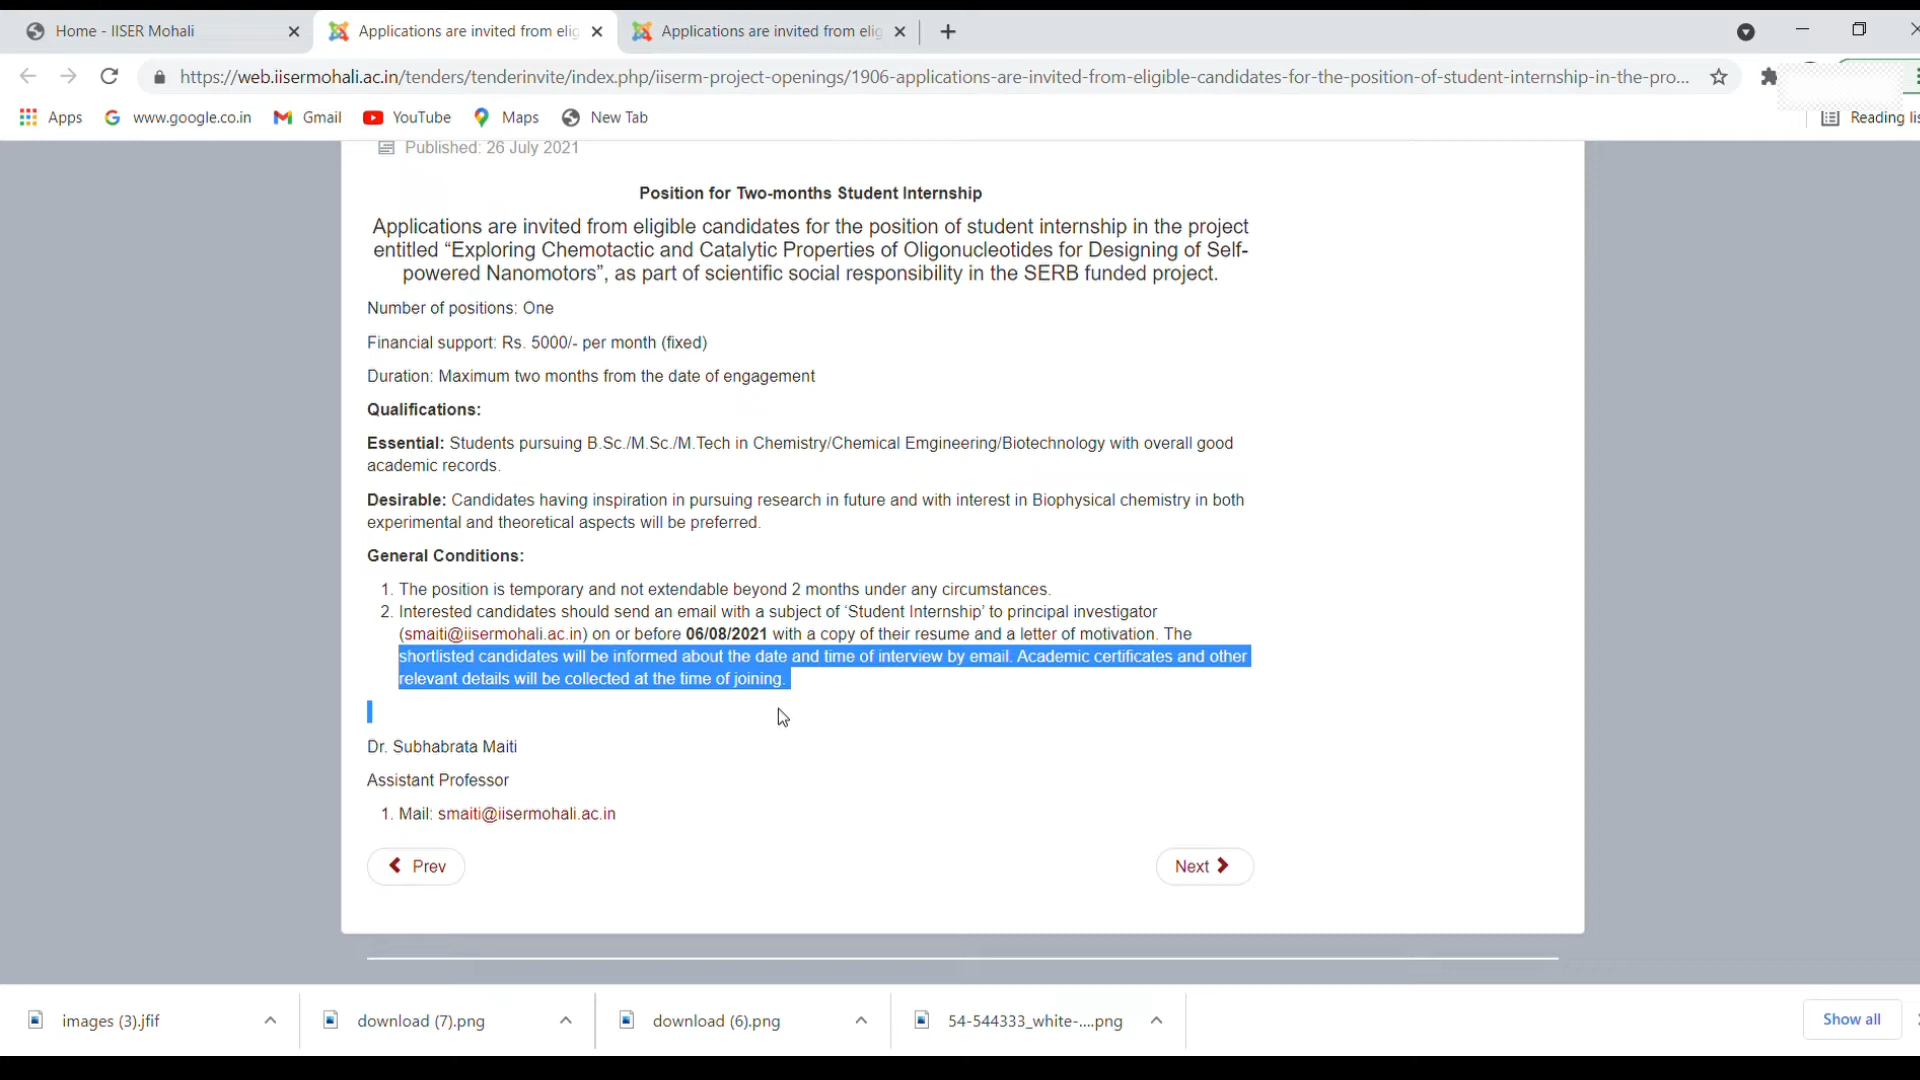 Home - IISER Mohali
Applications are invited from elig
Applications are invited from elig
https://web.iisermohali.ac.in/tenders/tenderinvite/index.php/iiserm-project-openings/1906-applications-are-invited-from-eligible-candidates-for-the-position-of-student-internship-in-the-pro...
Apps
www.google.co.in
Gmail
YouTube
Maps
New Tab
Reading lis
Published: 26 July 2021
Position for Two-months Student Internship
Applications are invited from eligible candidates for the position of student internship in the project
entitled “Exploring Chemotactic and Catalytic Properties of Oligonucleotides for Designing of Self-
powered Nanomotors”, as part of scientific social responsibility in the SERB funded project.
Number of positions: One
Financial support: Rs. 5000/- per month (fixed)
Duration: Maximum two months from the date of engagement
Qualifications:
Essential: Students pursuing B.Sc./M.Sc./M.Tech in Chemistry/Chemical Emgineering/Biotechnology with overall good
academic records.
Desirable: Candidates having inspiration in pursuing research in future and with interest in Biophysical chemistry in both
experimental and theoretical aspects will be preferred.
General Conditions:
1. The position is temporary and not extendable beyond 2 months under any circumstances.
2. Interested candidates should send an email with a subject of ‘Student Internship’ to principal investigator
(smaiti@iisermohali.ac.in) on or before 06/08/2021 with a copy of their resume and a letter of motivation. The
shortlisted candidates will be informed about the date and time of interview by email. Academic certificates and other
relevant details will be collected at the time of joining.
Dr. Subhabrata Maiti
Assistant Professor
1. Mail: smaiti@iisermohali.ac.in
Prev
Next
images (3).jfif
download (7).png
download (6).png
54-544333_white-....png
Show all